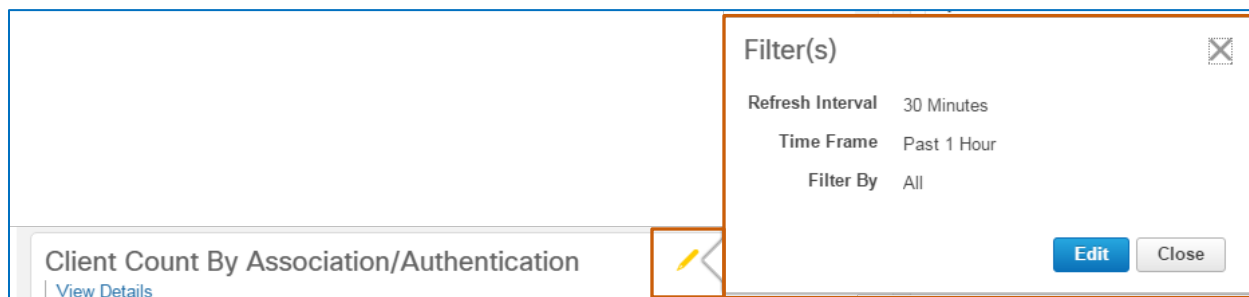 Filter(s)
Refresh Interval 30 Minutes
Time Frame Past 1 Hour
Filter By All
Edit Close
Client Count By Association/Authentication
View Details